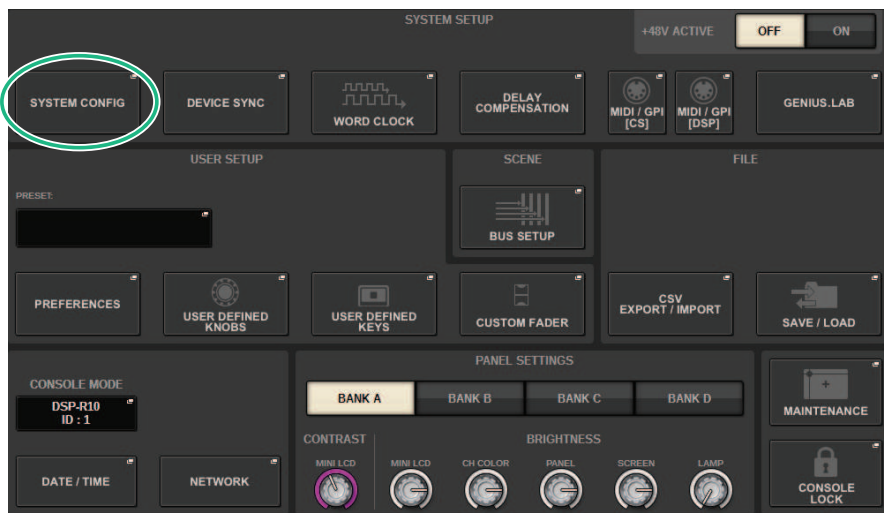 SYSTEM SETUP
+48V ACTIVE
OFF
ON
SYSTEM CONFIG
DEVICE SYNC
WORD CLOCK
DELAY
COMPENSATION
MIDI / GPI
[CS]
MIDI / GPI
[DSP]
GENIUS.LAB
USER SETUP
SCENE
FILE
PRESET:
BUS SETUP
PREFERENCES
USER DEFINED
KNOBS
USER DEFINED
KEYS
CUSTOM FADER
CSV
EXPORT / IMPORT
SAVE / LOAD
CONSOLE MODE
DSP-R10
ID : 1
PANEL SETTINGS
BANK A
BANK B
BANK C
BANK D
MAINTENANCE
CONTRAST
BRIGHTNESS
MINI LCD
MINI LCD
CH COLOR
PANEL
SCREEN
LAMP
DATE / TIME
NETWORK
CONSOLE
LOCK